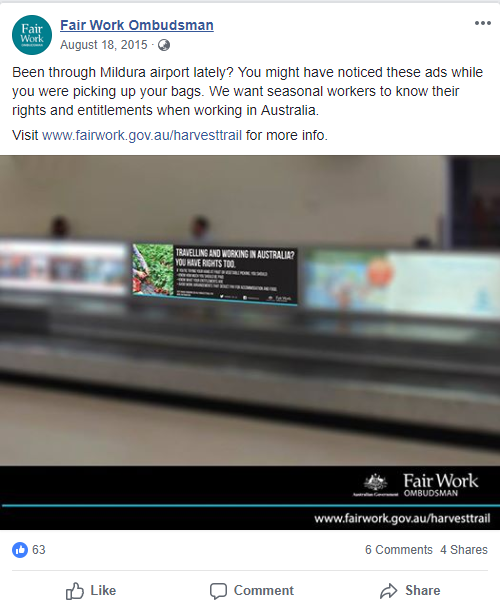 Fair Work Ombudsman
August 18, 2015 ·
Been through Mildura airport lately? You might have noticed these ads while
you were picking up your bags. We want seasonal workers to know their
rights and entitlements when working in Australia.
Visit www.fairwork.gov.au/harvesttrail for more info.
Fair
Work
OMBUDSMAN
TRAVELLING AND WORKING IN AUSTRALIA?
YOU HAVE RIGHTS TOO.
Fair Work
Australian Government
Fair Work
OMBUDSMAN
www.fairwork.gov.au/harvesttrail
63
6 Comments 4 Shares
Like Comment Share